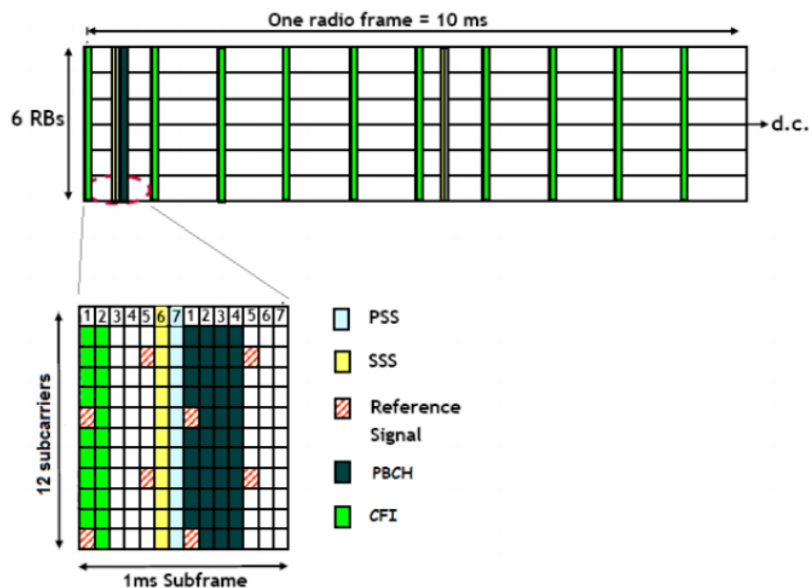 One radio frame = 10 ms
6 RBs
d.c.
1 2 3 4 5 6 7 1 2 3 4 5 6 7
12 subcarriers
PSS
SSS
Reference
Signal
PBCH
CFI
1ms Subframe